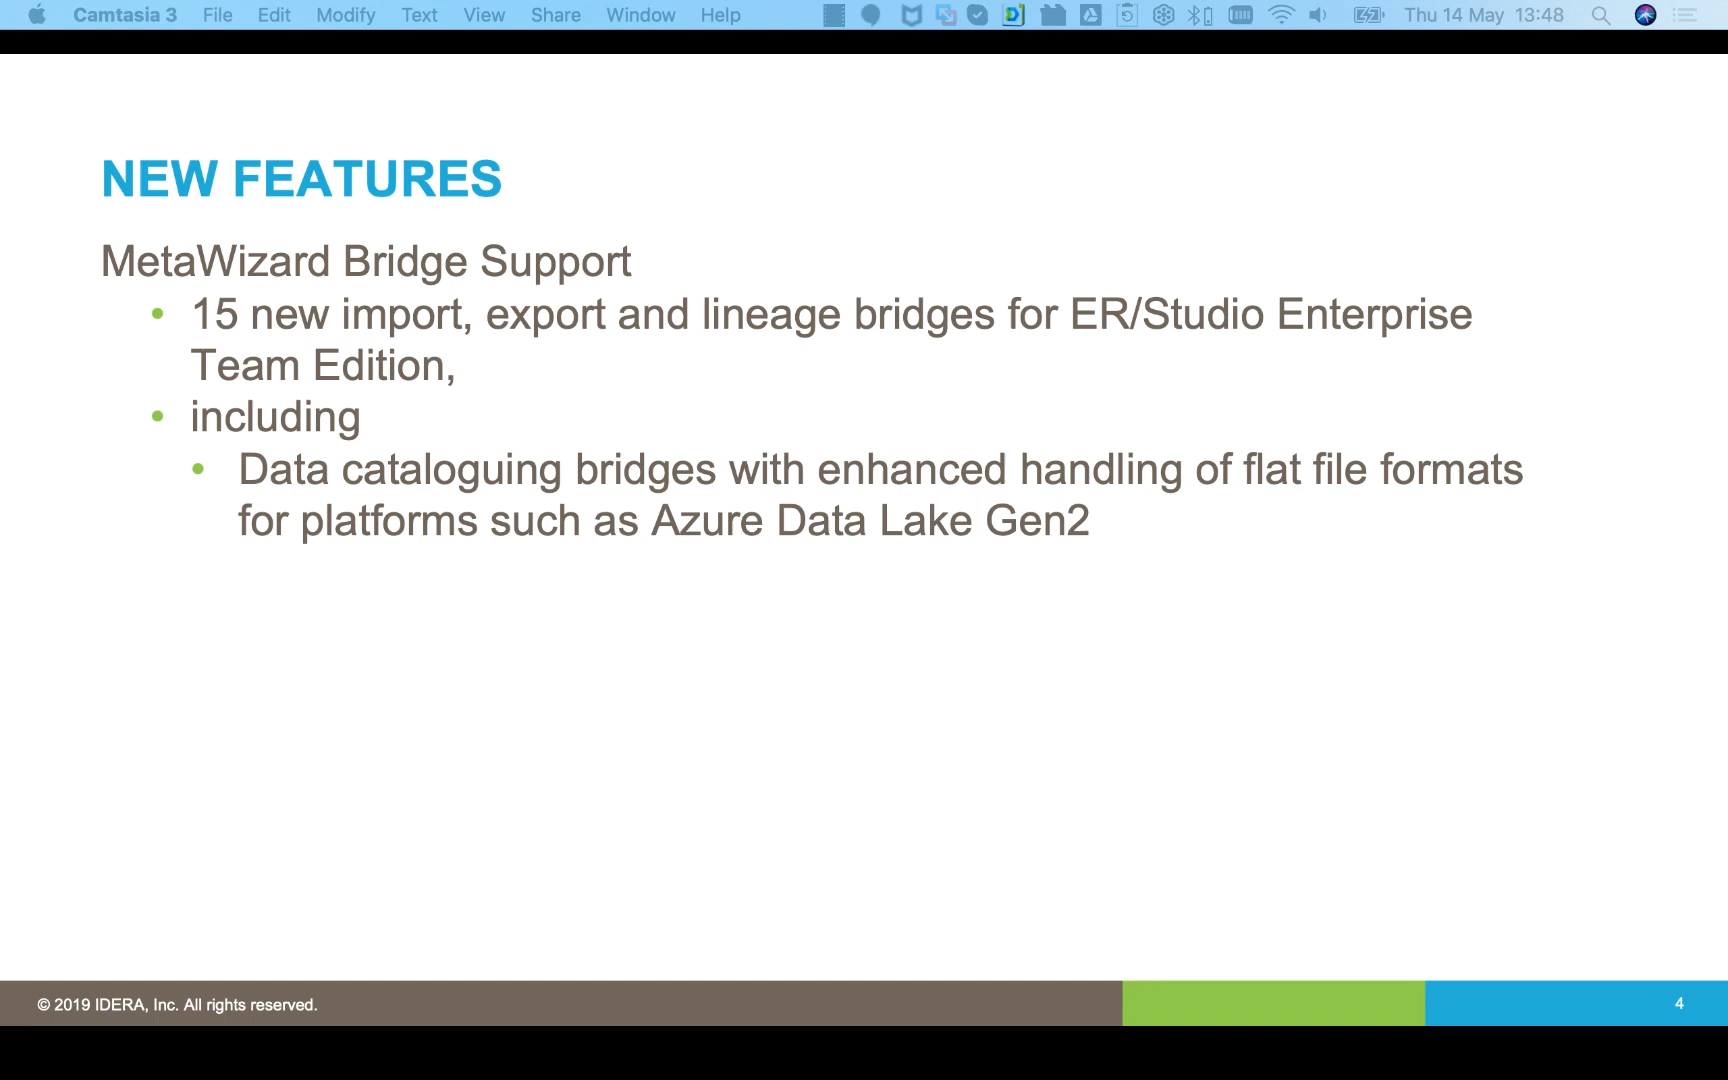 Camtasia 3 File Edit Modify Text View Share Window Help Thu 14 May 13:48
NEW FEATURES
MetaWizard Bridge Support
• 15 new import, export and lineage bridges for ER/Studio Enterprise
Team Edition,
• including
• Data cataloguing bridges with enhanced handling of flat file formats
for platforms such as Azure Data Lake Gen2
© 2019 IDERA, Inc. All rights reserved.
4